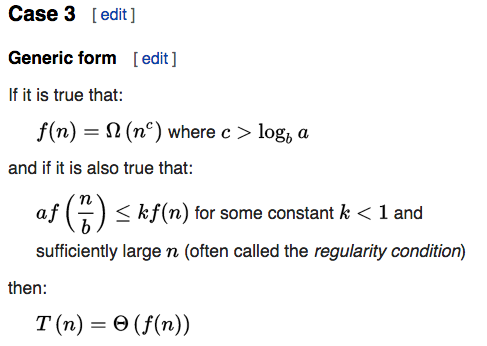 Case 3 [ edit ]
Generic form [ edit ]
If it is true that:
f(n) = Ω (nᶜ) where c > log_b a
and if it is also true that:
af (n/b) ≤ kf(n) for some constant k < 1 and
sufficiently large n (often called the regularity condition)
then:
T (n) = Θ (f(n))